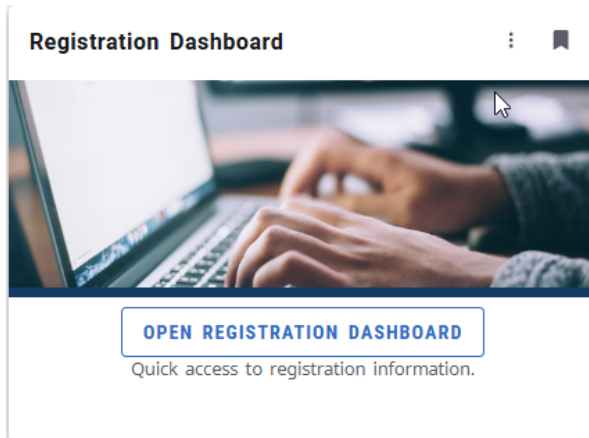 Registration Dashboard
OPEN REGISTRATION DASHBOARD
Quick access to registration information.